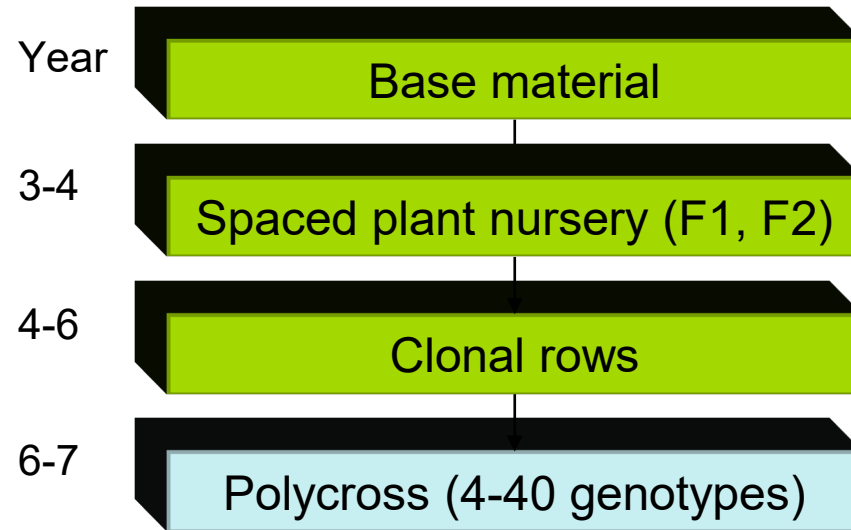 Year
Base material
3-4
Spaced plant nursery (F1, F2)
4-6
Clonal rows
6-7
Polycross (4-40 genotypes)